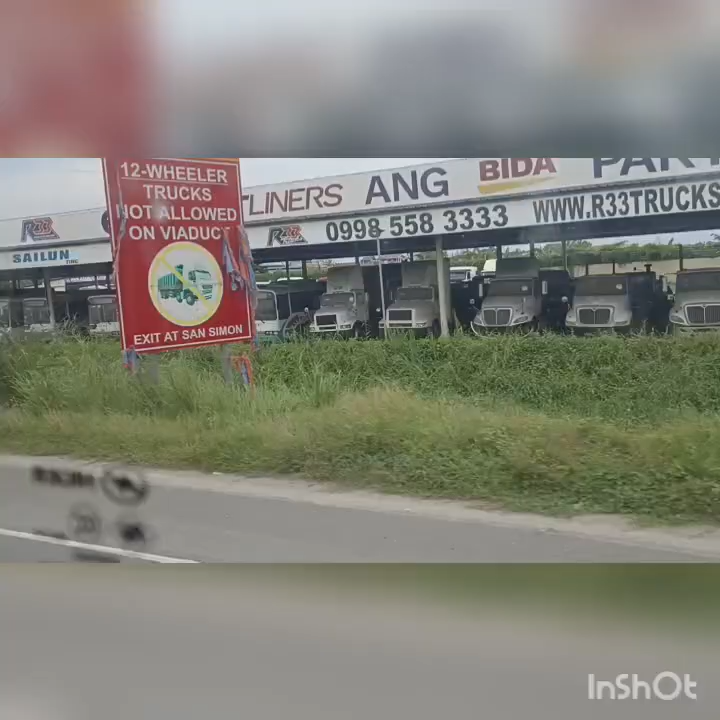 12-WHEELER
TRUCKS
NOT ALLOWED
ON VIADUCT
EXIT AT SAN SIMON
R33
SAILUN
TIRE
TLINERS ANG BIDA
R33
0998 558 3333 WWW.R33TRUCKS
InShOt